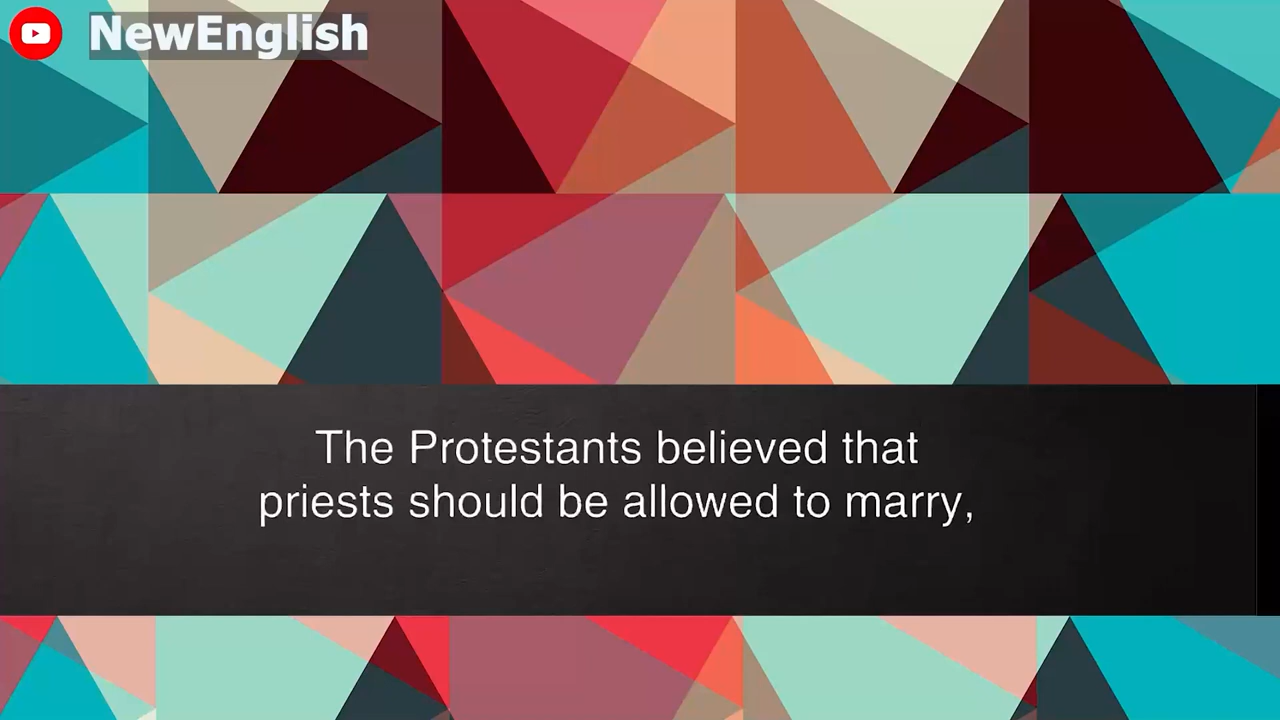 NewEnglish
The Protestants believed that
priests should be allowed to marry,